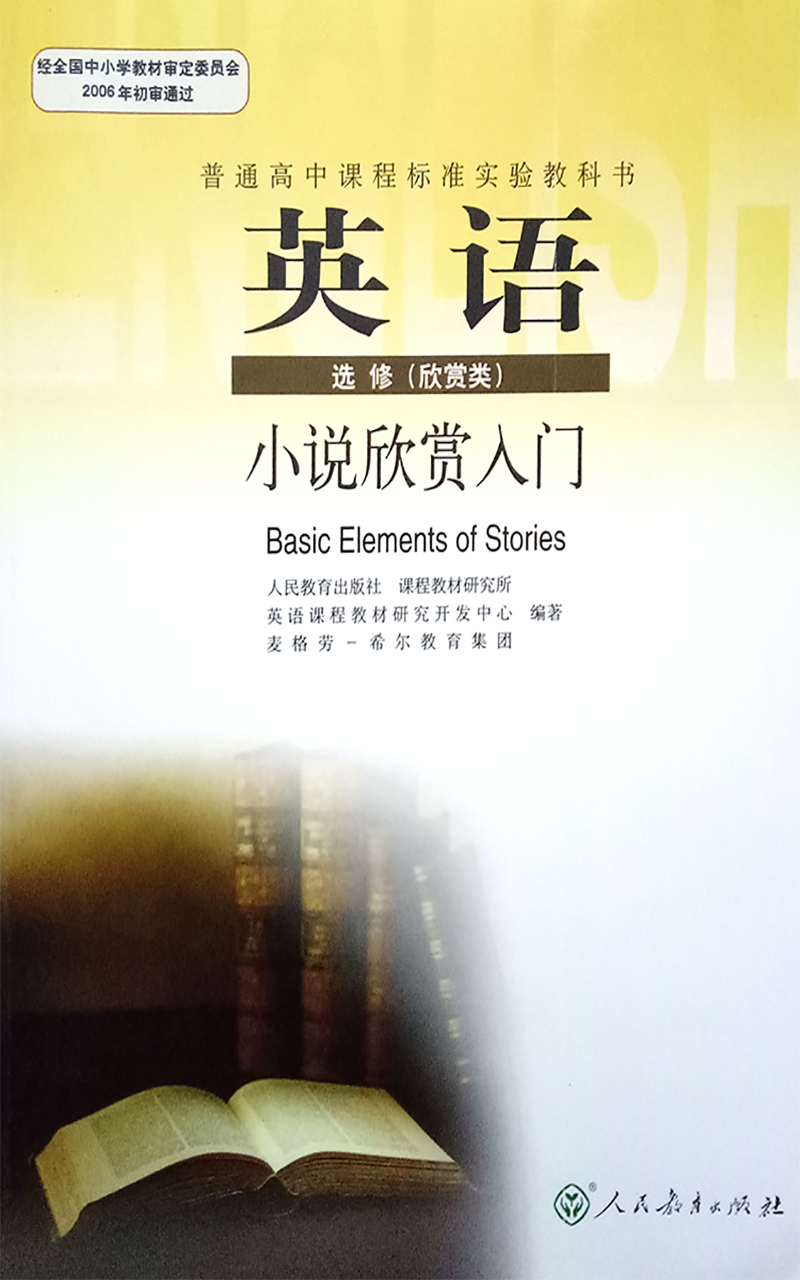 经全国中小学教材审定委员会
2006年初审通过
普通高中课程标准实验教科书
ENGLISH
英语
选修（欣赏类）
小说欣赏入门
Basic Elements of Stories
人民教育出版社 课程教材研究所
英语课程教材研究开发中心 编著
麦格劳－希尔教育集团
®
人民教育出版社